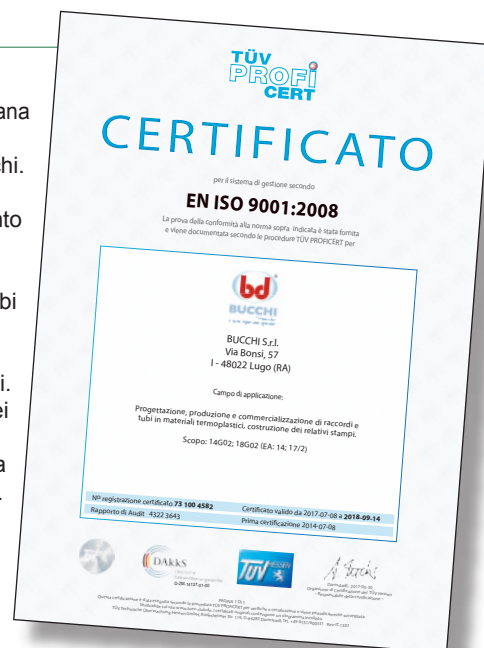 ana
hi.
nto
bi
i.
ei
a
.
TÜV
PROFI
CERT
CERTIFICATO
per il sistema di gestione secondo
EN ISO 9001:2008
La prova della conformità alla norma sopra indicata è stata fornita
e viene documentata secondo le procedure TÜV PROFICERT per
bd
BUCCHI
BUCCHI S.r.l.
Via Bonsi, 57
I - 48022 Lugo (RA)
Campo di applicazione:
Progettazione, produzione e commercializzazione di raccordi e
tubi in materiali termoplastici, costruzione dei relativi stampi.
Scopo: 14G02; 18G02 (EA: 14; 17/2)
Nº registrazione certificato 73 100 4582 Certificato valido da 2017-07-08 a 2018-09-14
Rapporto di Audit 4322 3643 Prima certificazione 2014-07-08
DAKKS
TÜV HESSEN